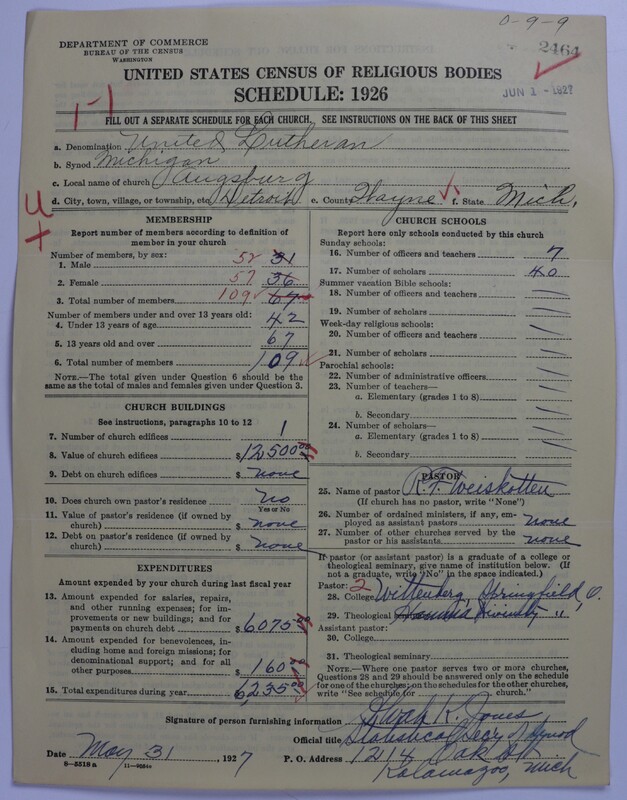 0-9-9
DEPARTMENT OF COMMERCE
BUREAU OF THE CENSUS
WASHINGTON
2464
UNITED STATES CENSUS OF RELIGIOUS BODIES
SCHEDULE: 1926
JUN 1 - 1927
1-1
FILL OUT A SEPARATE SCHEDULE FOR EACH CHURCH. SEE INSTRUCTIONS ON THE BACK OF THIS SHEET
a. Denomination United Lutheran
b. Synod Michigan
c. Local name of church Augsburg
d. City, town, village, or township, etc. Detroit e. County Wayne f. State Mich.
MEMBERSHIP
Report number of members according to definition of
member in your church
Number of members, by sex:
1. Male 52 31
2. Female 57 36
3. Total number of members 109 67
Number of members under and over 13 years old:
4. Under 13 years of age 42
5. 13 years old and over 67
6. Total number of members 109
NOTE.—The total given under Question 6 should be the
same as the total of males and females given under Question 3.
CHURCH BUILDINGS
See instructions, paragraphs 10 to 12
7. Number of church edifices 1
8. Value of church edifices $ 12500 00
9. Debt on church edifices $ none
10. Does church own pastor's residence No
Yes or No
11. Value of pastor's residence (if owned by
church) $ none
12. Debt on pastor's residence (if owned by
church) $ none
EXPENDITURES
Amount expended by your church during last fiscal year
13. Amount expended for salaries, repairs,
and other running expenses; for im-
provements or new buildings; and for
payments on church debt $ 6075 00
14. Amount expended for benevolences, in-
cluding home and foreign missions; for
denominational support; and for all
other purposes $ 160 00
15. Total expenditures during year $ 6,235 00
CHURCH SCHOOLS
Report here only schools conducted by this church
Sunday schools:
16. Number of officers and teachers 7
17. Number of scholars 40
Summer vacation Bible schools:
18. Number of officers and teachers
19. Number of scholars
Week-day religious schools:
20. Number of officers and teachers
21. Number of scholars
Parochial schools:
22. Number of administrative officers
23. Number of teachers—
a. Elementary (grades 1 to 8)
b. Secondary
24. Number of scholars—
a. Elementary (grades 1 to 8)
b. Secondary
PASTOR
25. Name of pastor R. F. Weiskotten
(If church has no pastor, write "None")
26. Number of ordained ministers, if any, em-
ployed as assistant pastors none
27. Number of other churches served by the
pastor or his assistants none
If pastor (or assistant pastor) is a graduate of a college or
theological seminary, give name of institution below. (If
not a graduate, write "No" in the space indicated.)
Pastor: 2
28. College Wittenberg, Springfield, O.
29. Theological Hamma Divinity " "
Assistant pastor:
30. College
31. Theological seminary
NOTE.—Where one pastor serves two or more churches,
Questions 28 and 29 should be answered only on the schedule
for one of the churches; on the schedules for the other churches,
write "See schedule for church."
Signature of person furnishing information K. Jones
Official title Statistical Secy of Synod
Date May 31, 1927 P. O. Address 1214 Oak St
8-5518 a
Kalamazoo, Mich